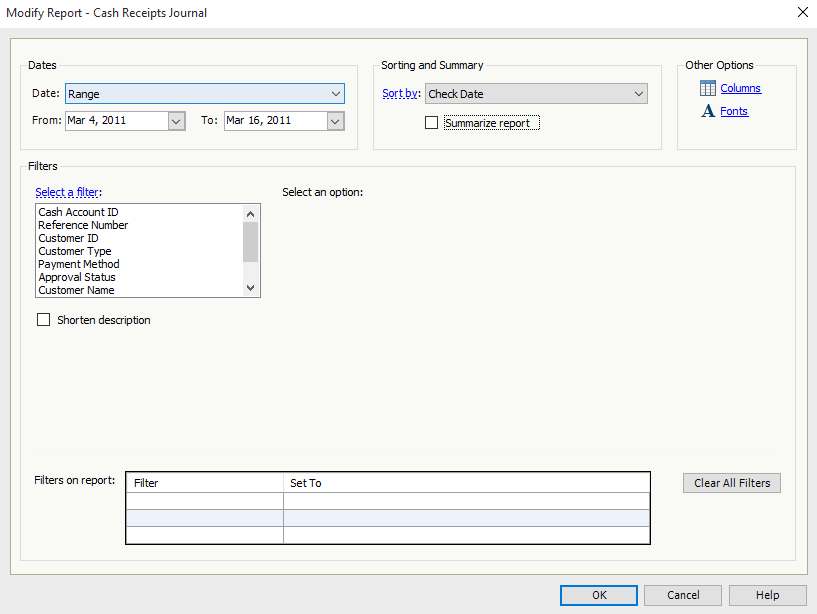 Modify Report - Cash Receipts Journal
Dates
Date: Range
From: Mar 4, 2011 To: Mar 16, 2011
Sorting and Summary
Sort by: Check Date
Summarize report
Other Options
Columns
A Fonts
Filters
Select a filter:
Cash Account ID
Reference Number
Customer ID
Customer Type
Payment Method
Approval Status
Customer Name
Select an option:
Shorten description
Filters on report:
Filter Set To
Clear All Filters
OK Cancel Help